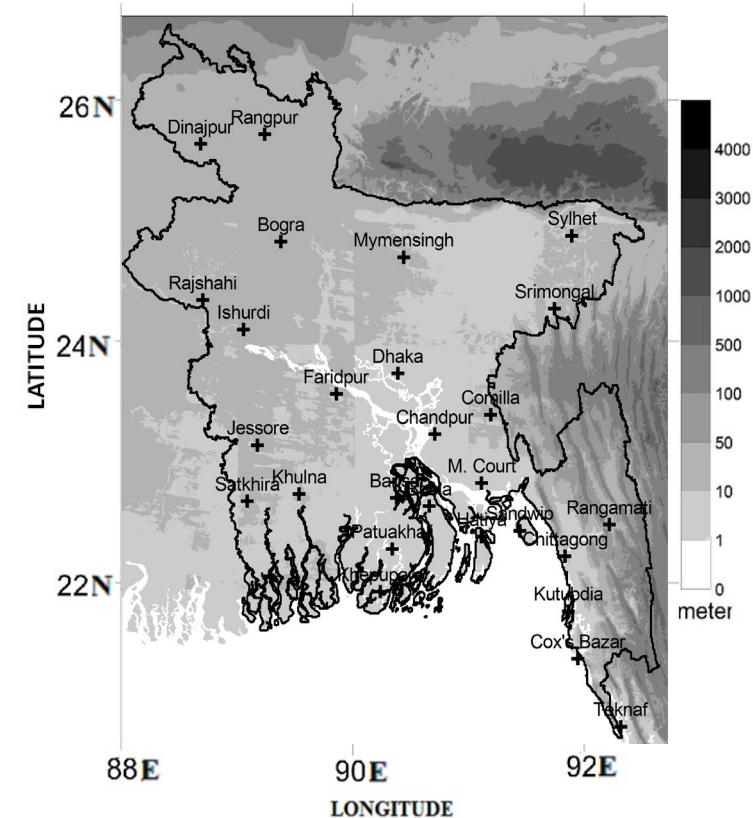 26N
Rangpur
Dinajpur
4000
3000
Sylhet
Bogra
Mymensingh
2000
Rajshahi
Srimongal
1000
Ishurdi
24N
500
LATITUDE
Dhaka
Faridpur
100
Comilla
Chandpur
Jessore
50
M. Court
Satkhira
Khulna
10
Sandwip
Hatiya
Rangamati
Patuakhali
Chittagong
1
Khepupara
22N
0
Kutubdia
meter
Cox's Bazar
Teknaf
88E
90E
92E
LONGITUDE